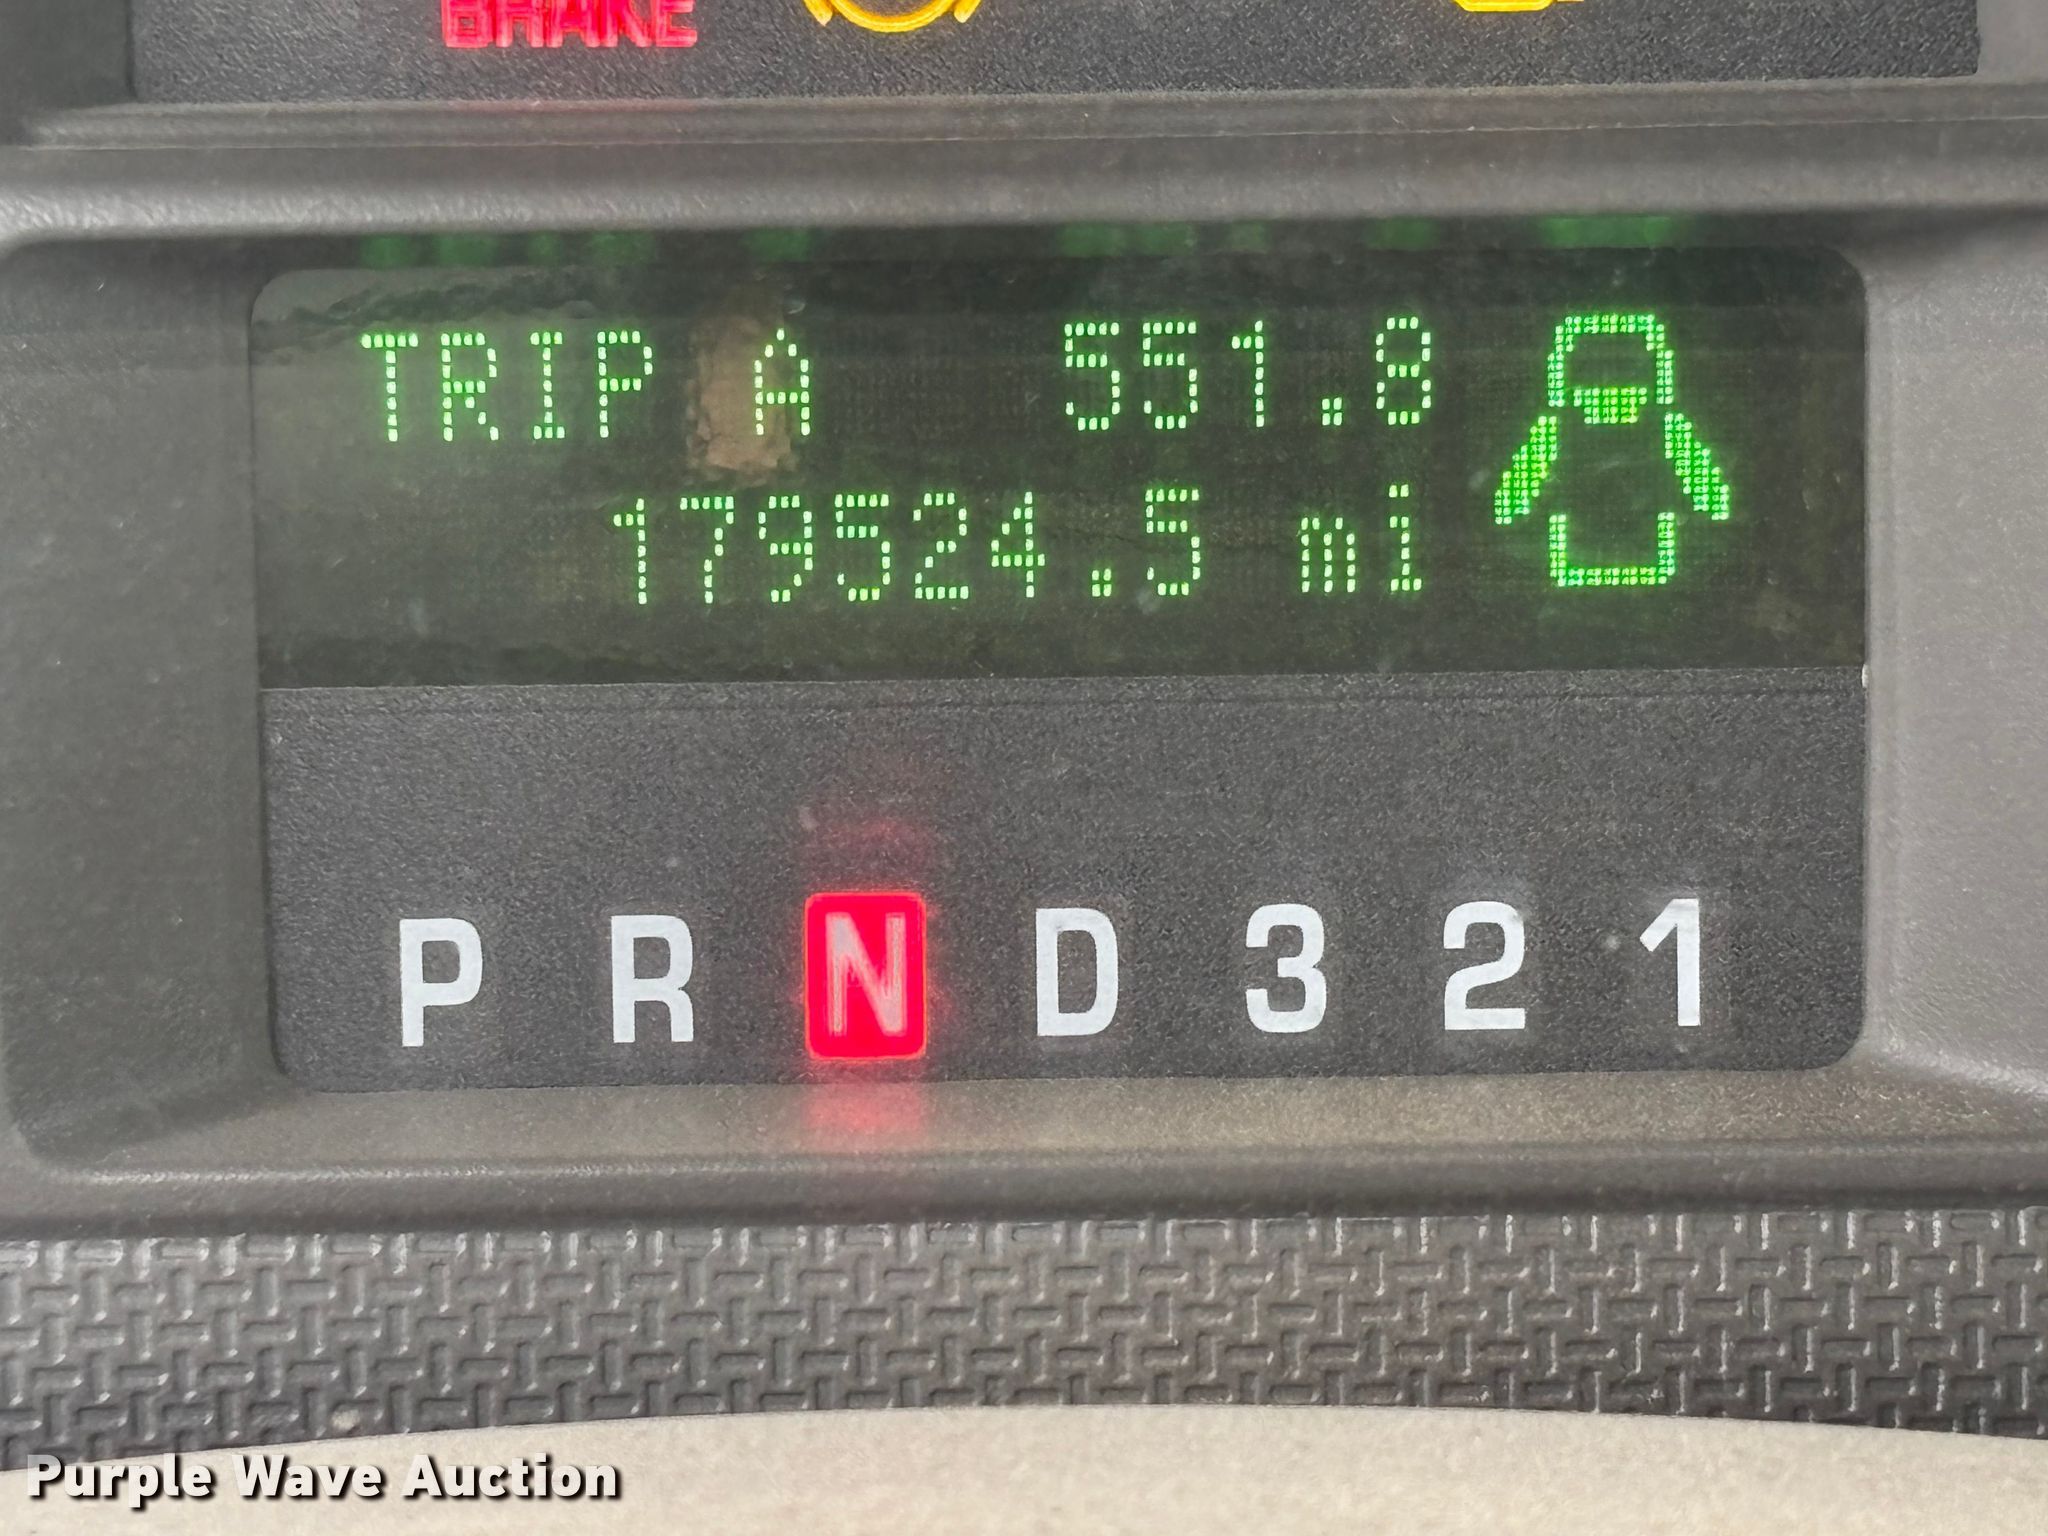 BRAKE
TRIP A 551.8
179524.5 mi
P R N D 3 2 1
Purple Wave Auction